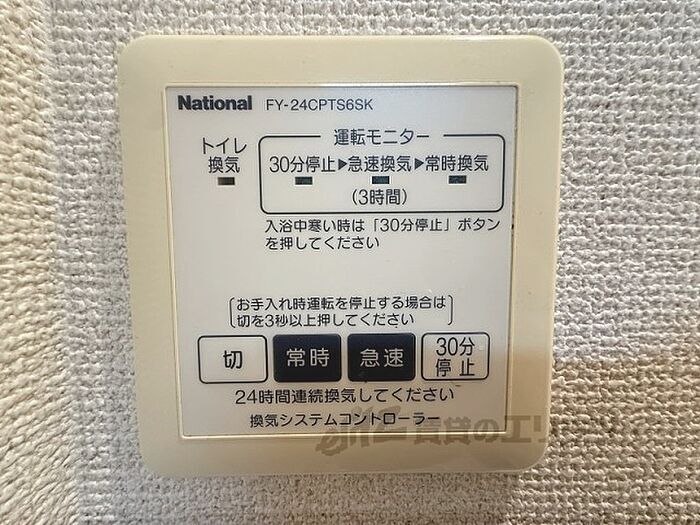 National FY-24CPTS6SK
運転モニター
トイレ
換気
30分停止▶急速換気▶常時換気
(3時間)
入浴中寒い時は「30分停止」ボタン
を押してください
お手入れ時運転を停止する場合は
切を3秒以上押してください
切 常時 急速 30分
停止
24時間連続換気してください
換気システムコントローラー
賃貸のエリ